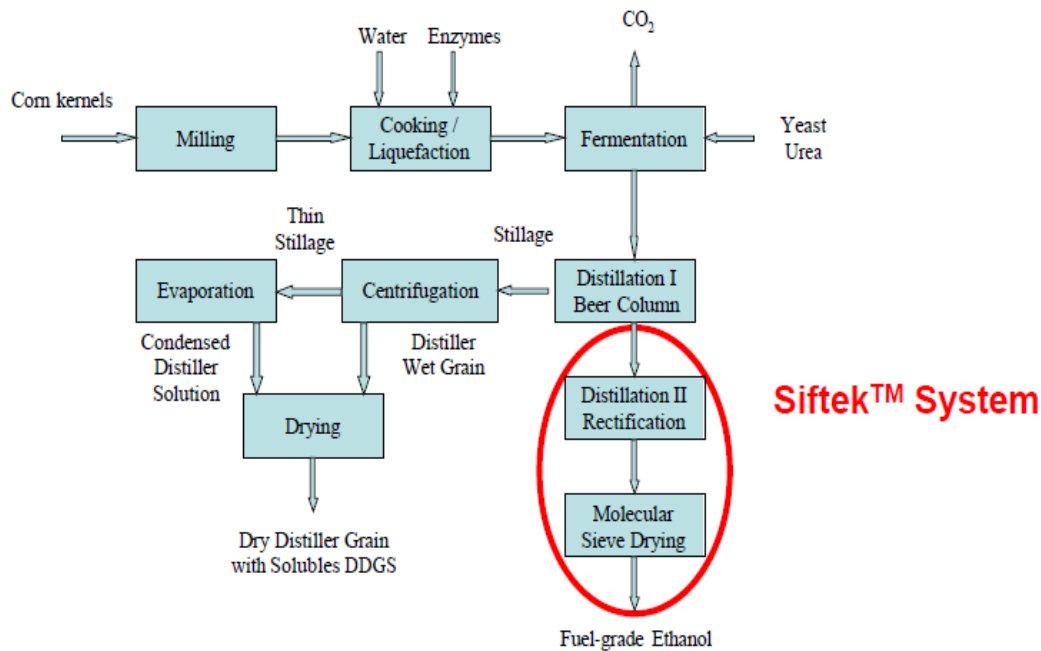 CO2
Water
Enzymes
Corn kernels
Milling
Cooking /
Liquefaction
Fermentation
Yeast
Urea
Thin
Stillage
Stillage
Evaporation
Centrifugation
Distillation I
Beer Column
Condensed
Distiller
Solution
Distiller
Wet Grain
Drying
Distillation II
Rectification
Siftek™ System
Molecular
Sieve Drying
Dry Distiller Grain
with Solubles DDGS
Fuel-grade Ethanol